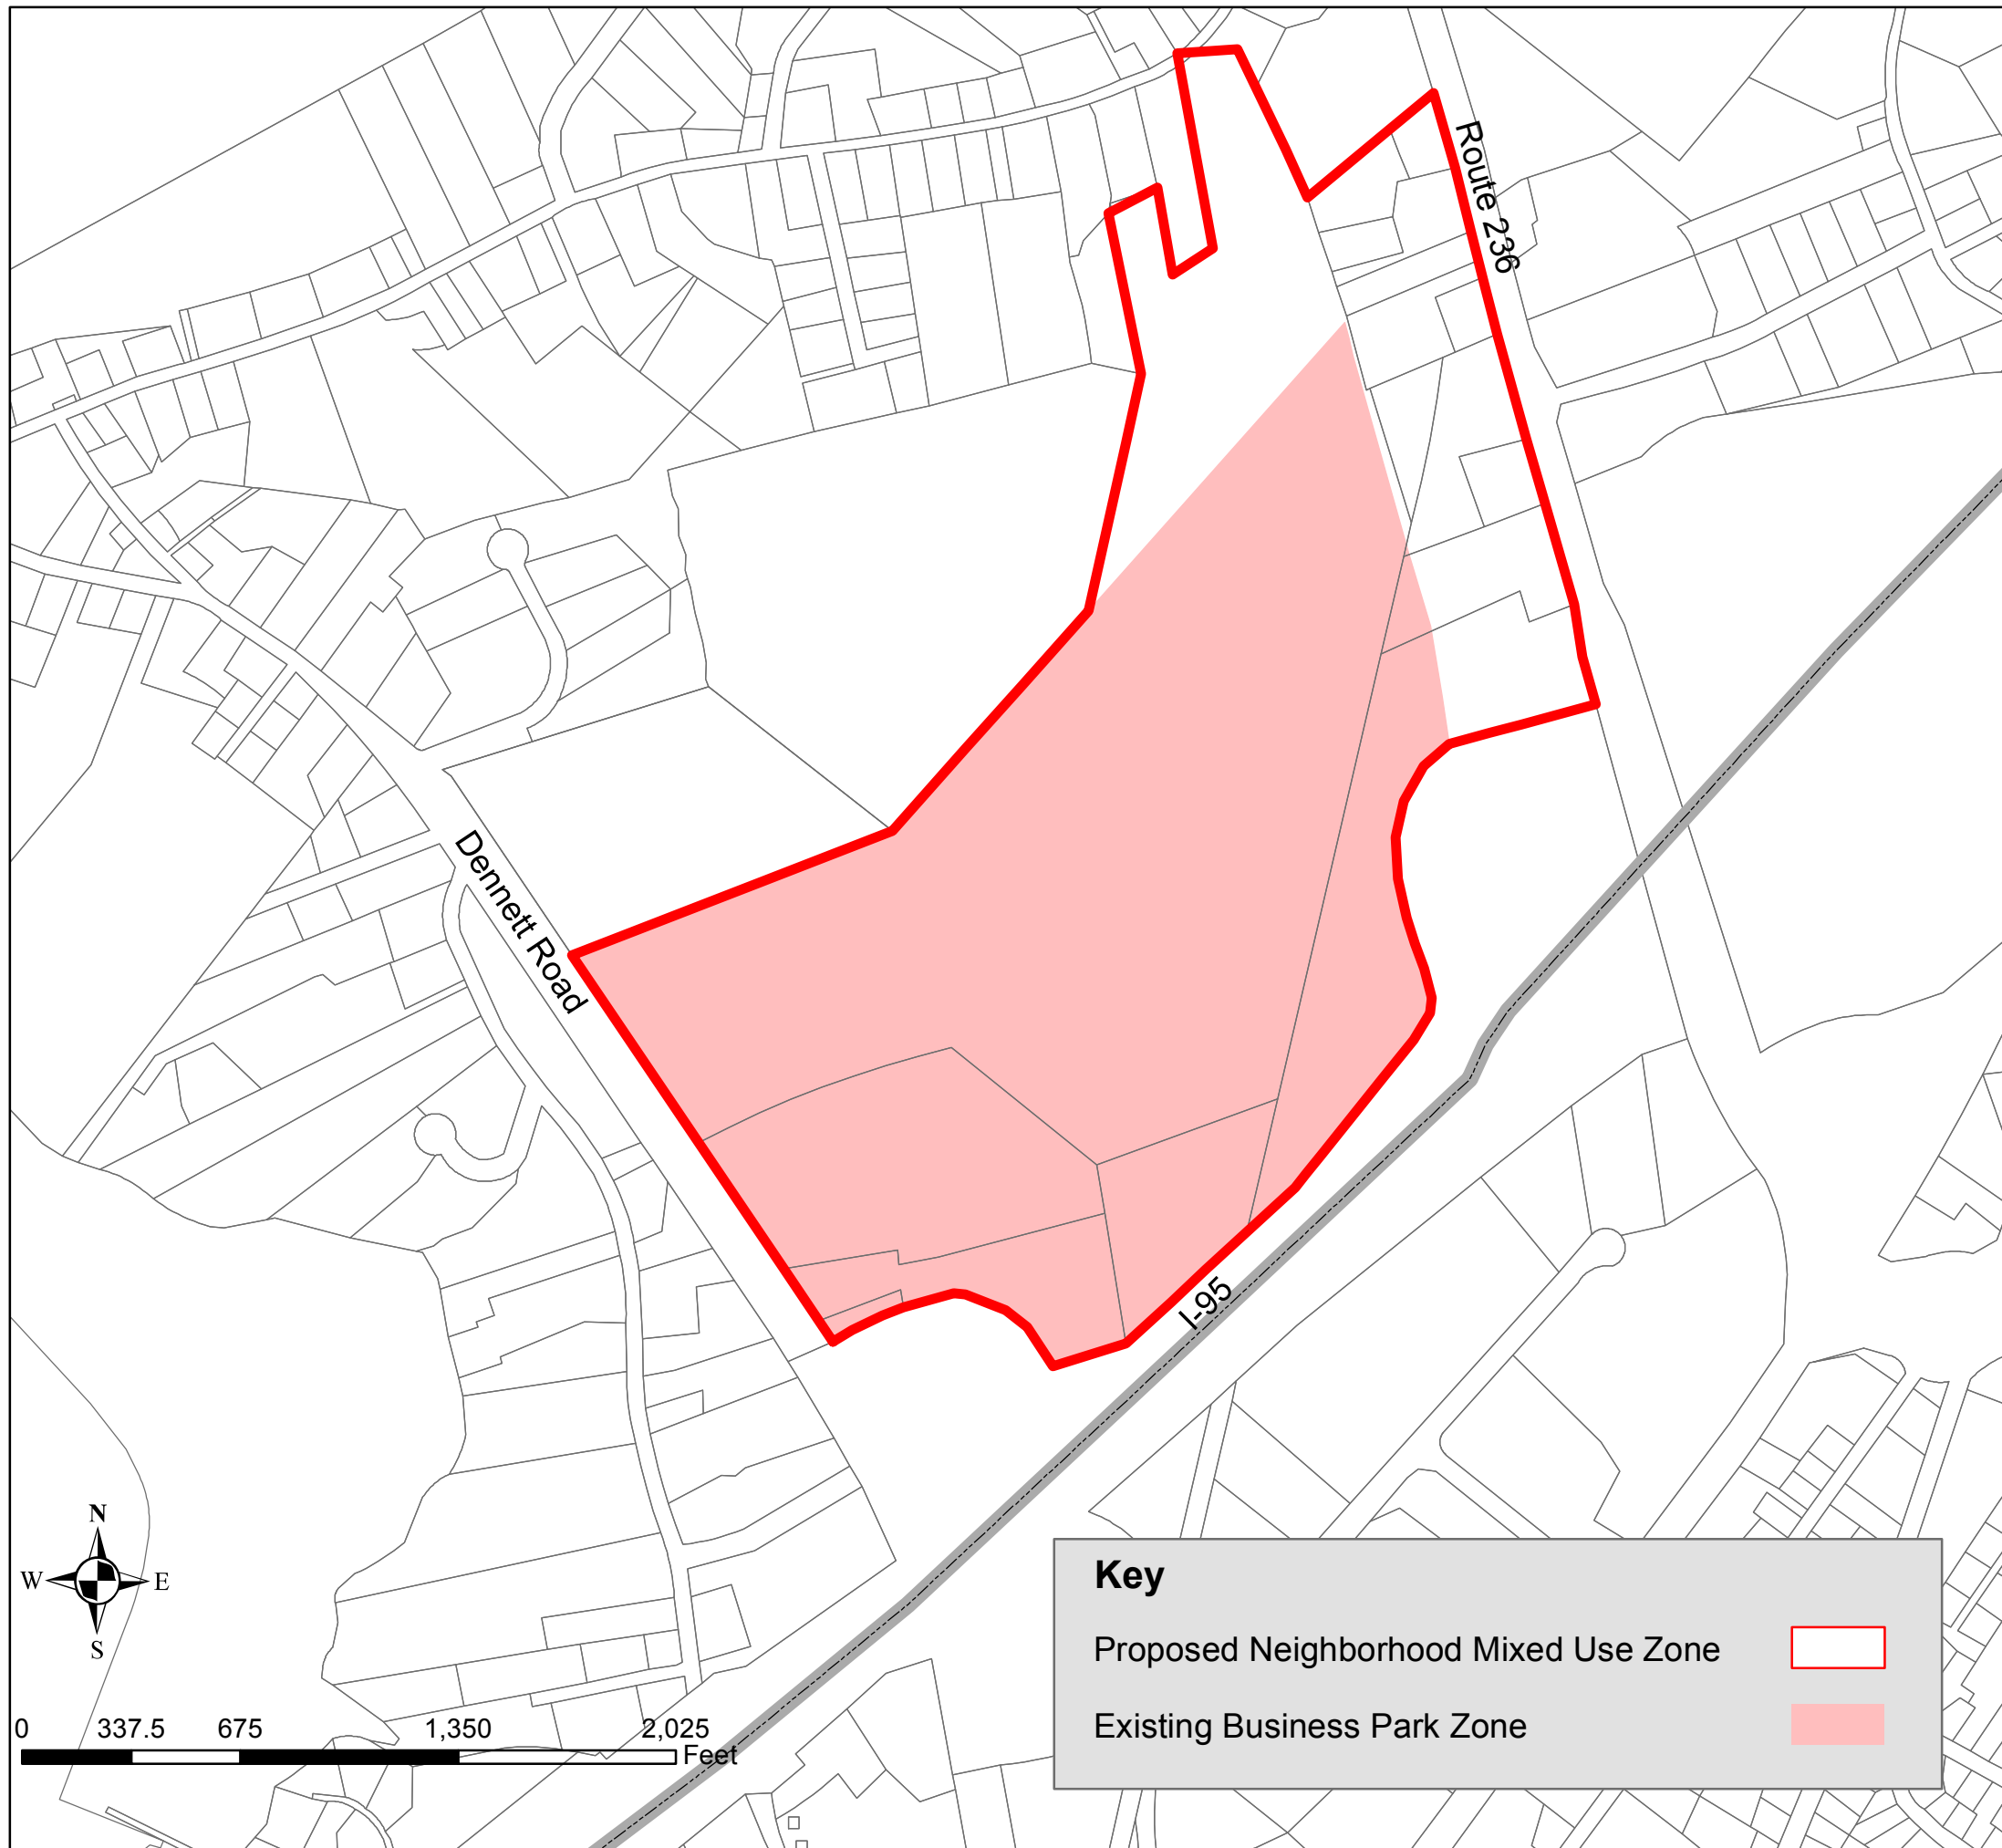 Route 236
Dennett Road
I-95
N
W E
S
0 337.5 675 1,350 2,025
Feet
Key
Proposed Neighborhood Mixed Use Zone
Existing Business Park Zone